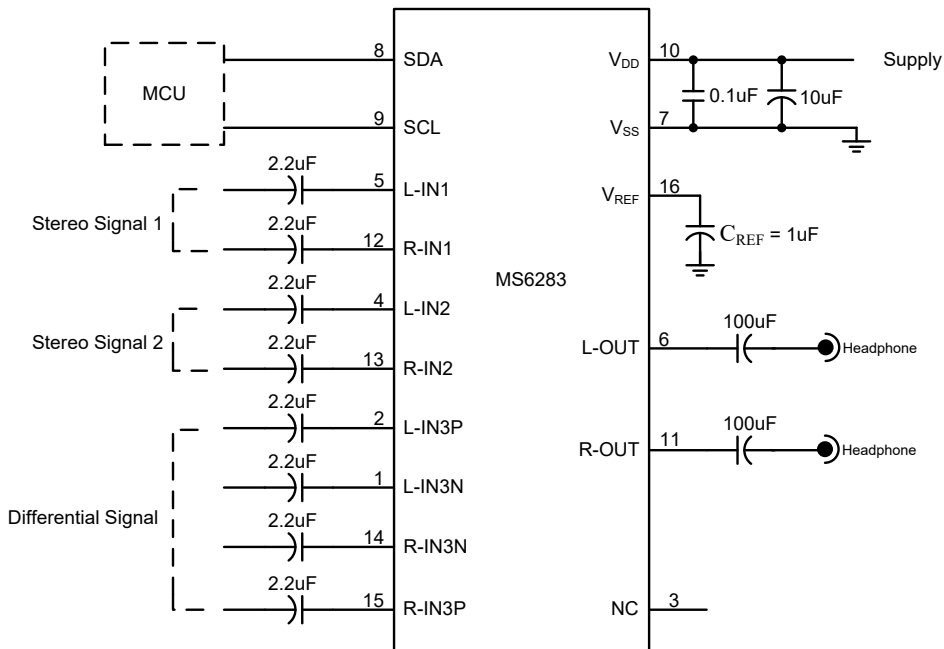 8 SDA
MCU
9 SCL
2.2uF
5 L-IN1
Stereo Signal 1
2.2uF
12 R-IN1
2.2uF
4 L-IN2
Stereo Signal 2
2.2uF
13 R-IN2
2.2uF
2 L-IN3P
2.2uF
1 L-IN3N
Differential Signal
2.2uF
14 R-IN3N
2.2uF
15 R-IN3P
MS6283
VDD 10 Supply
0.1uF 10uF
VSS 7
VREF 16
CREF = 1uF
100uF
L-OUT 6 Headphone
100uF
R-OUT 11 Headphone
NC 3